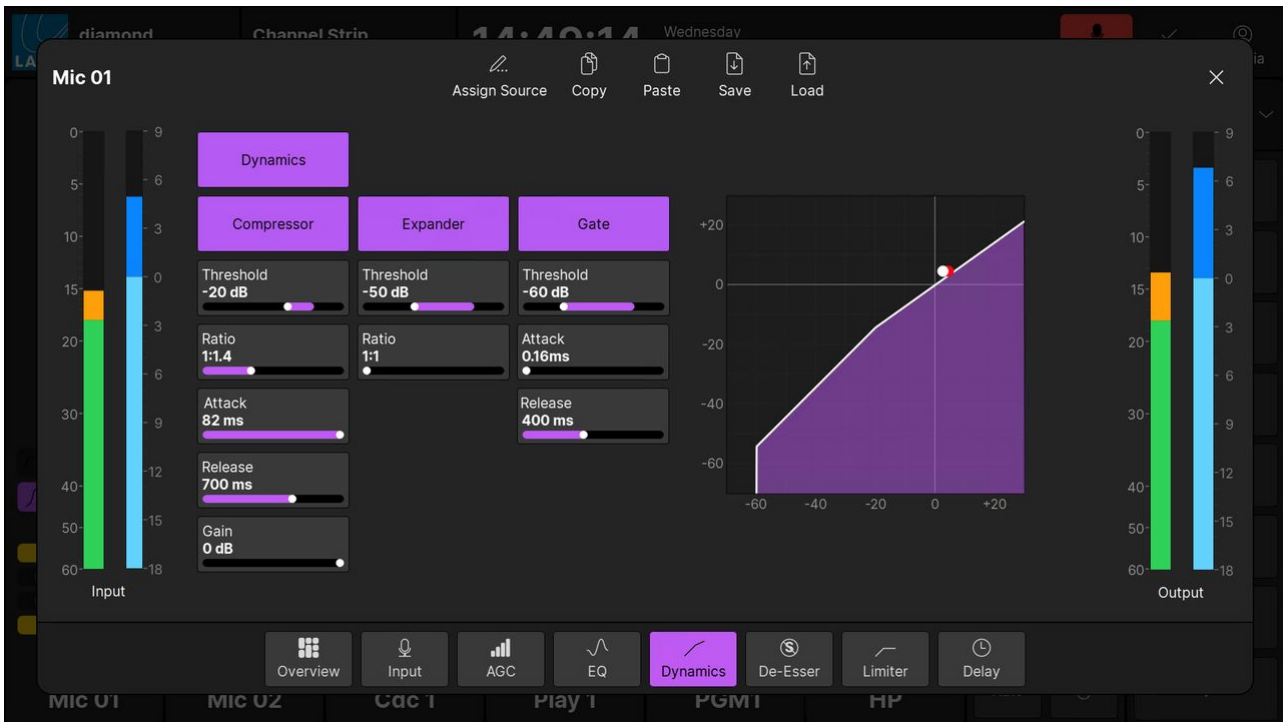 diamond
Channel Strip
14:49:14
Wednesday
LA
ia
Mic 01
Assign Source
Copy
Paste
Save
Load
0
5
10
15
20
30
40
50
60
9
6
3
0
3
6
9
12
15
18
Input
Dynamics
Compressor
Expander
Gate
Threshold
-20 dB
Threshold
-50 dB
Threshold
-60 dB
Ratio
1:1.4
Ratio
1:1
Attack
0.16ms
Attack
82 ms
Release
400 ms
Release
700 ms
Gain
0 dB
+20
0
-20
-40
-60
-60
-40
-20
0
+20
0
5
10
15
20
30
40
50
60
9
6
3
0
3
6
9
12
15
18
Output
Overview
Input
AGC
EQ
Dynamics
De-Esser
Limiter
Delay
Mic 01
Mic 02
Cdc 1
Play 1
PGM1
HP